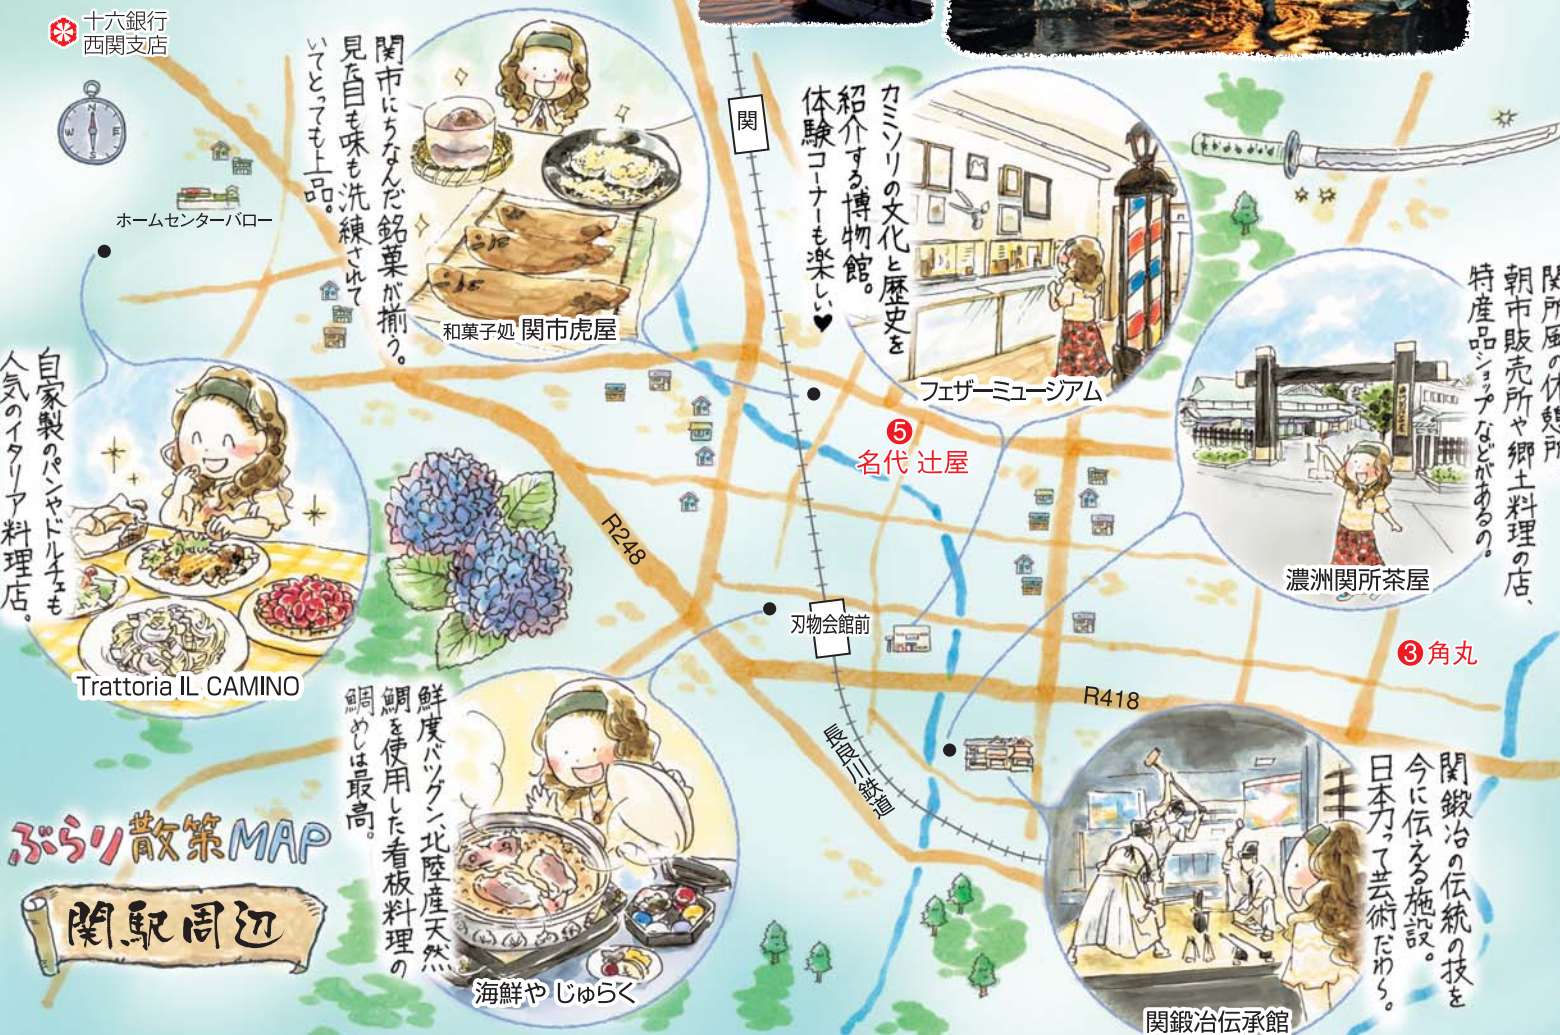 十六銀行
西関支店
ホームセンターバロー
関市にちなんだ銘菓が揃う。
見た目も味も洗練されて
いてとっても上品。
和菓子処 関市虎屋
関
カミソリの文化と歴史を
紹介する博物館。
体験コーナーも楽しい♥
フェザーミュージアム
関所風の休憩所
朝市販売所や郷土料理の店、
特産品ショップなどがあるの。
濃洲関所茶屋
自家製のパンやドルチェも
人気のイタリア料理店。
Trattoria IL CAMINO
❺
名代 辻屋
R248
刃物会館前
❸角丸
R418
長良川鉄道
鮮度バツグン、北陸産天然
鯛を使用した看板料理の
鯛めしは最高。
海鮮や じゅらく
関鍛冶の伝統の技を
今に伝える施設。
日本刀って芸術だわ〜。
関鍛冶伝承館
ぶらり散策MAP
関駅周辺
N
E
S
W